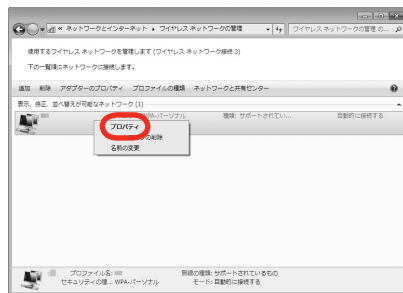 « ネットワークとインターネット ▸ ワイヤレス ネットワークの管理
ワイヤレス ネットワークの管理 の...
使用するワイヤレス ネットワークを管理します (ワイヤレス ネットワーク接続 3)
下の一覧順にネットワークに接続します。
追加 削除 アダプターのプロパティ プロファイルの種類 ネットワークと共有センター
表示、修正、並べ替えが可能なネットワーク (1)
WPA-パーソナル 種類: サポートされてい... 自動的に接続する
プロパティ
の削除
名前の変更
プロファイル名: 無線の種類: サポートされているもの
セキュリティの種... WPA-パーソナル モード: 自動的に接続する